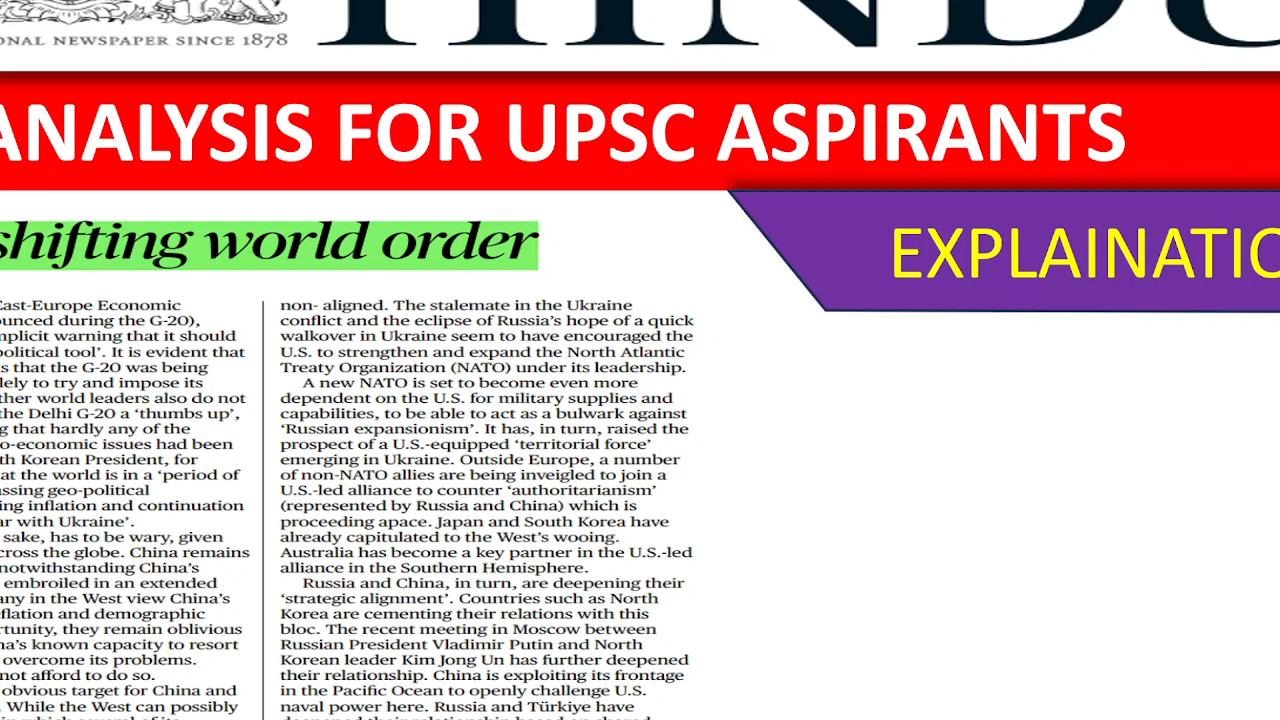 ONAL NEWSPAPER SINCE 1878
HINDU
ANALYSIS FOR UPSC ASPIRANTS
EXPLAINATIO
shifting world order
East-Europe Economic
ounced during the G-20),
mplicit warning that it should
political tool’. It is evident that
s that the G-20 was being
lely to try and impose its
ther world leaders also do not
the Delhi G-20 a ‘thumbs up’,
g that hardly any of the
o-economic issues had been
th Korean President, for
at the world is in a ‘period of
assing geo-political
ing inflation and continuation
ar with Ukraine’.
sake, has to be wary, given
cross the globe. China remains
notwithstanding China’s
embroiled in an extended
any in the West view China’s
eflation and demographic
rtunity, they remain oblivious
na’s known capacity to resort
overcome its problems.
not afford to do so.
obvious target for China and
. While the West can possibly
non- aligned. The stalemate in the Ukraine
conflict and the eclipse of Russia’s hope of a quick
walkover in Ukraine seem to have encouraged the
U.S. to strengthen and expand the North Atlantic
Treaty Organization (NATO) under its leadership.
A new NATO is set to become even more
dependent on the U.S. for military supplies and
capabilities, to be able to act as a bulwark against
‘Russian expansionism’. It has, in turn, raised the
prospect of a U.S.-equipped ‘territorial force’
emerging in Ukraine. Outside Europe, a number
of non-NATO allies are being inveigled to join a
U.S.-led alliance to counter ‘authoritarianism’
(represented by Russia and China) which is
proceeding apace. Japan and South Korea have
already capitulated to the West’s wooing.
Australia has become a key partner in the U.S.-led
alliance in the Southern Hemisphere.
Russia and China, in turn, are deepening their
‘strategic alignment’. Countries such as North
Korea are cementing their relations with this
bloc. The recent meeting in Moscow between
Russian President Vladimir Putin and North
Korean leader Kim Jong Un has further deepened
their relationship. China is exploiting its frontage
in the Pacific Ocean to openly challenge U.S.
naval power here. Russia and Türkiye have